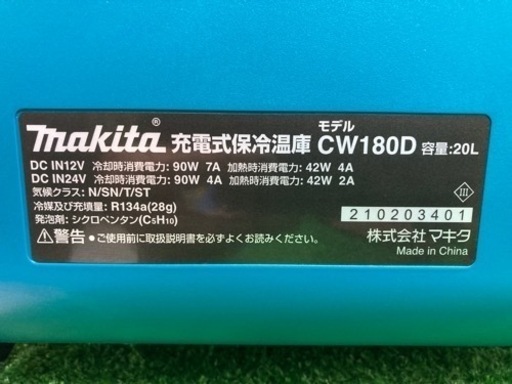 makita® 充電式保冷温庫 モデル CW180D 容量:20L
DC IN12V 冷却時消費電力: 90W 7A 加熱時消費電力: 42W 4A
DC IN24V 冷却時消費電力: 90W 4A 加熱時消費電力: 42W 2A
気候クラス: N/SN/T/ST
冷媒及び充填量: R134a(28g)
発泡剤: シクロペンタン(C₅H₁₀)
⚠警告 ●ご使用前に取扱説明書を必ずよくお読みください。
III
210203401
株式会社 マキタ
Made in China